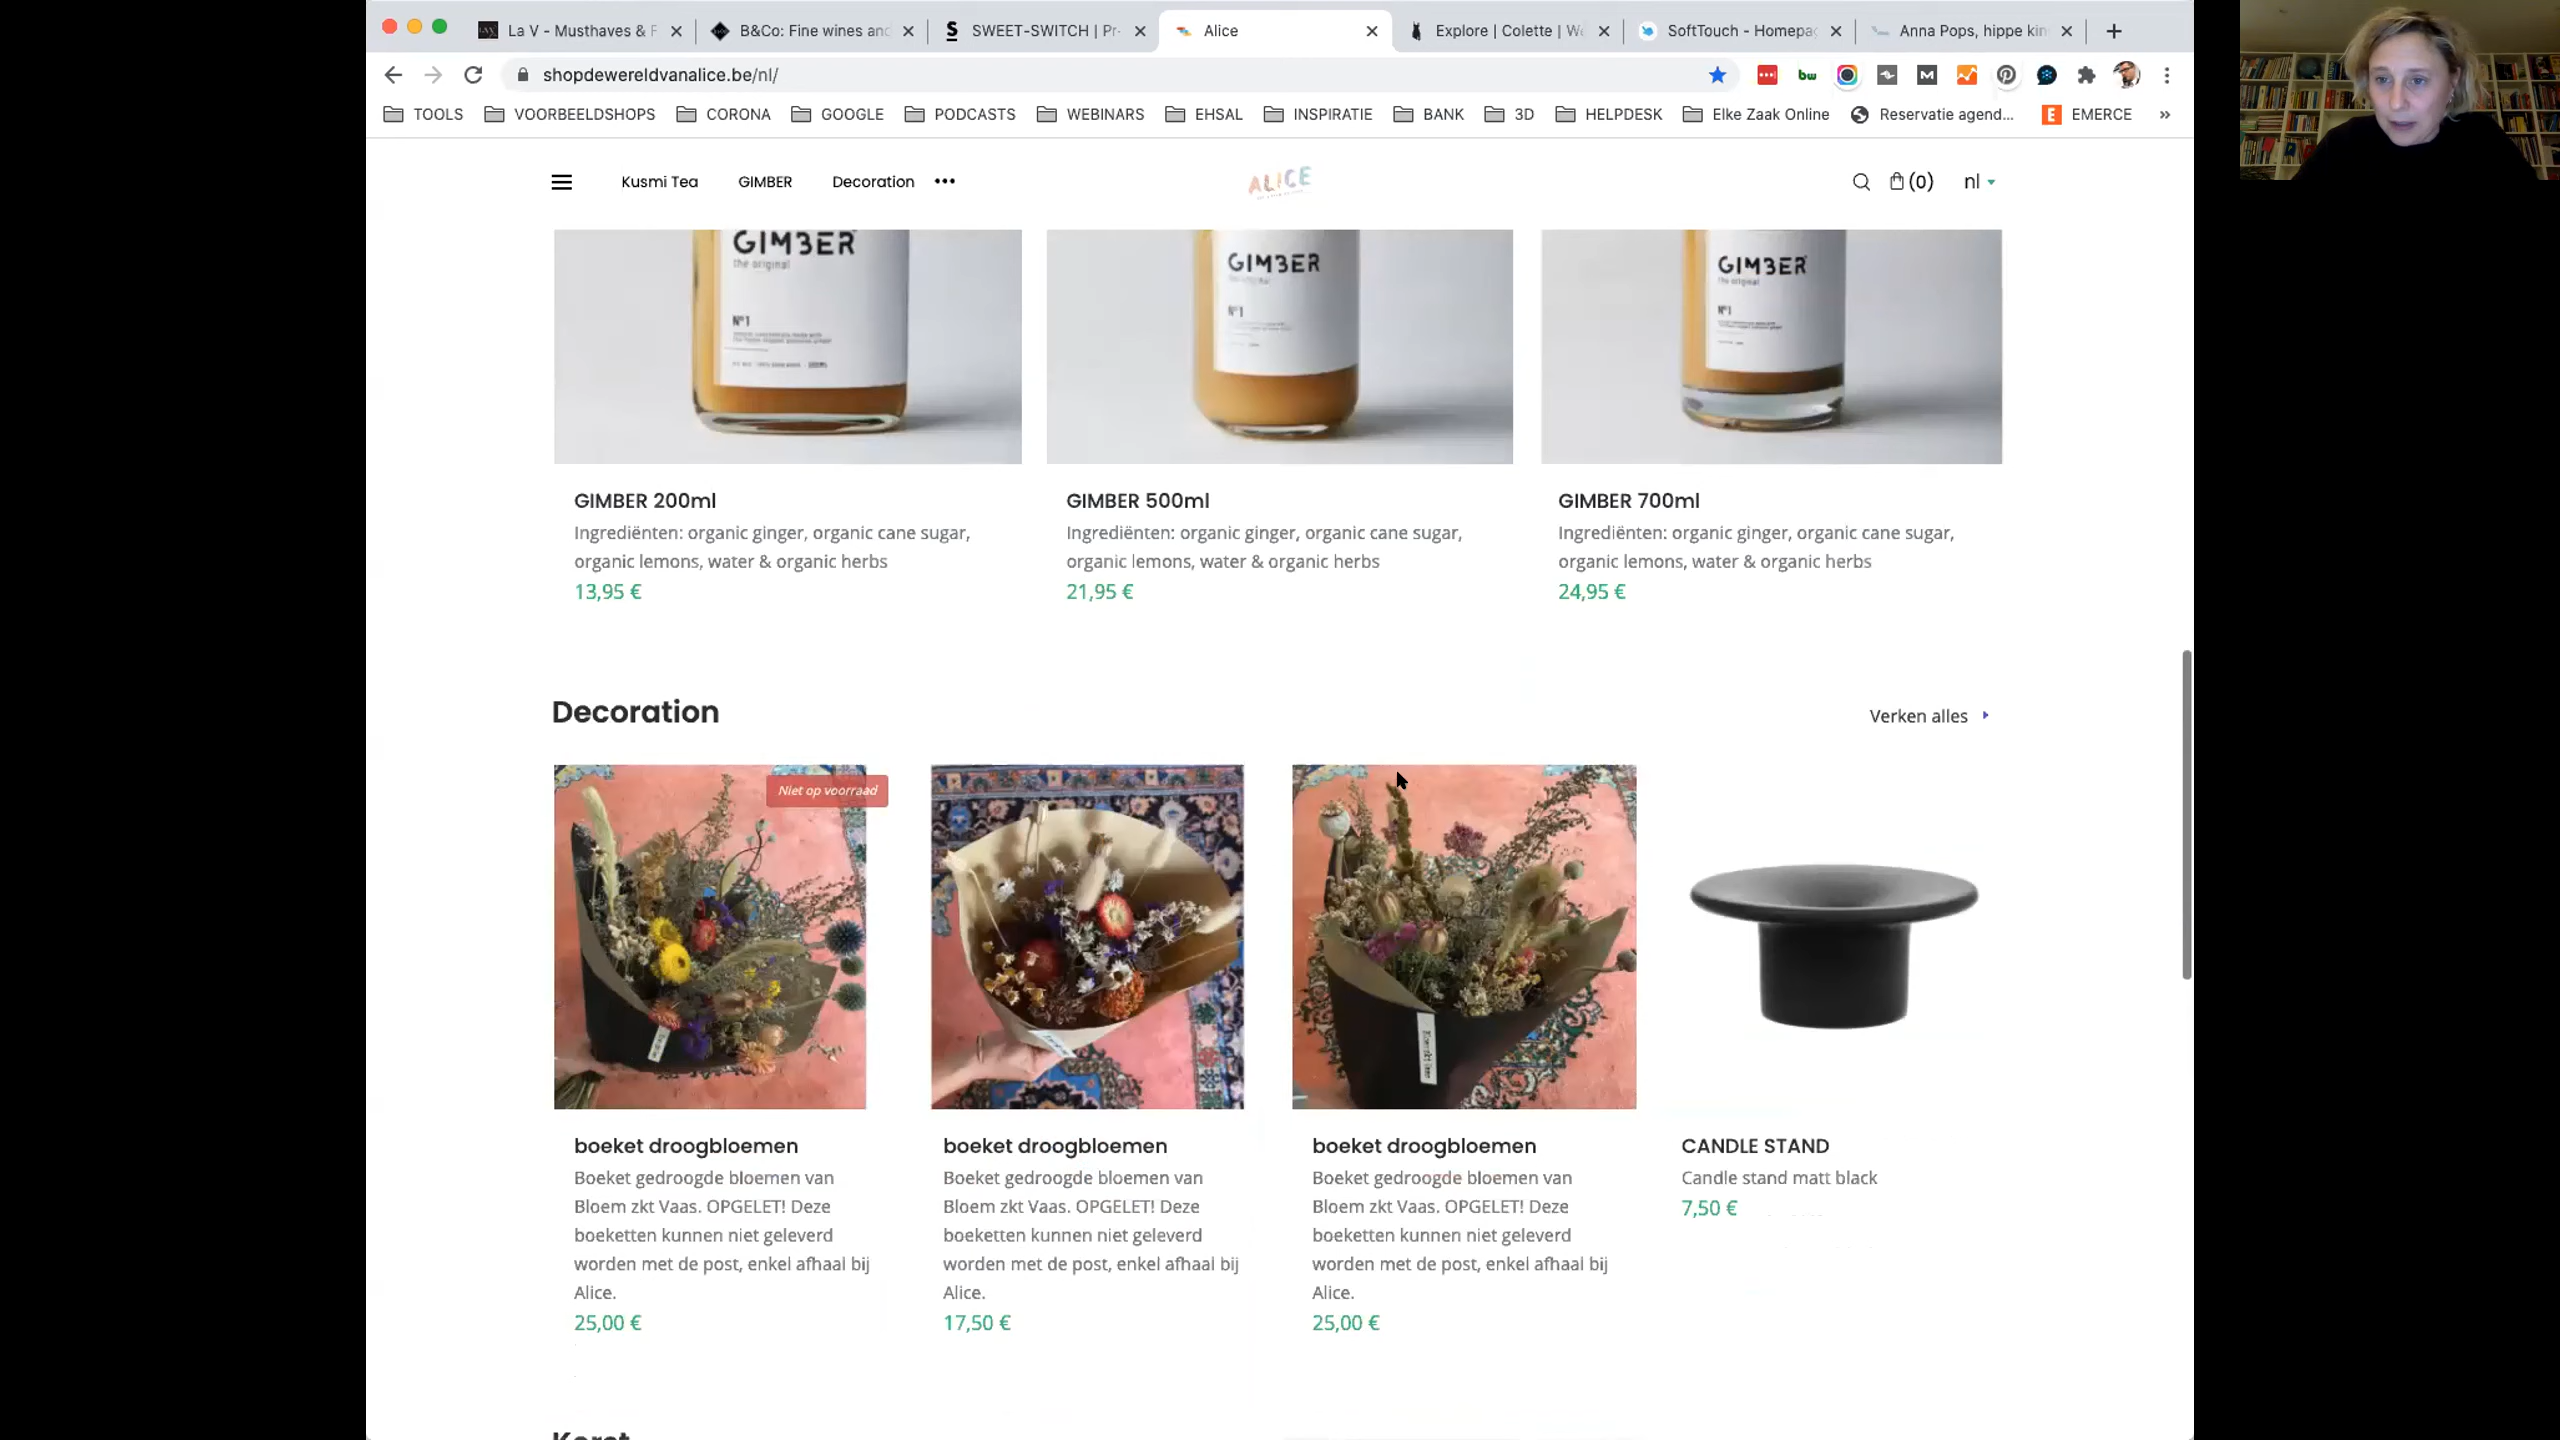 La V - Musthaves & F
B&Co: Fine wines and
SWEET-SWITCH | Pr
Alice
Explore | Colette | We
SoftTouch - Homepag
Anna Pops, hippe kin
shopdewereldvanalice.be/nl/
TOOLS
VOORBEELDSHOPS
CORONA
GOOGLE
PODCASTS
WEBINARS
EHSAL
INSPIRATIE
BANK
3D
HELPDESK
Elke Zaak Online
Reservatie agend...
EMERCE
Kusmi Tea
GIMBER
Decoration
ALICE
(0)
nl
GIMBER
the original
Nº1
GIMBER
the original
Nº1
GIMBER
the original
Nº1
GIMBER 200ml
Ingrediënten: organic ginger, organic cane sugar,
organic lemons, water & organic herbs
13,95 €
GIMBER 500ml
Ingrediënten: organic ginger, organic cane sugar,
organic lemons, water & organic herbs
21,95 €
GIMBER 700ml
Ingrediënten: organic ginger, organic cane sugar,
organic lemons, water & organic herbs
24,95 €
Decoration
Verken alles
Niet op voorraad
boeket droogbloemen
Boeket gedroogde bloemen van
Bloem zkt Vaas. OPGELET! Deze
boeketten kunnen niet geleverd
worden met de post, enkel afhaal bij
Alice.
25,00 €
boeket droogbloemen
Boeket gedroogde bloemen van
Bloem zkt Vaas. OPGELET! Deze
boeketten kunnen niet geleverd
worden met de post, enkel afhaal bij
Alice.
17,50 €
boeket droogbloemen
Boeket gedroogde bloemen van
Bloem zkt Vaas. OPGELET! Deze
boeketten kunnen niet geleverd
worden met de post, enkel afhaal bij
Alice.
25,00 €
CANDLE STAND
Candle stand matt black
7,50 €
Kerst